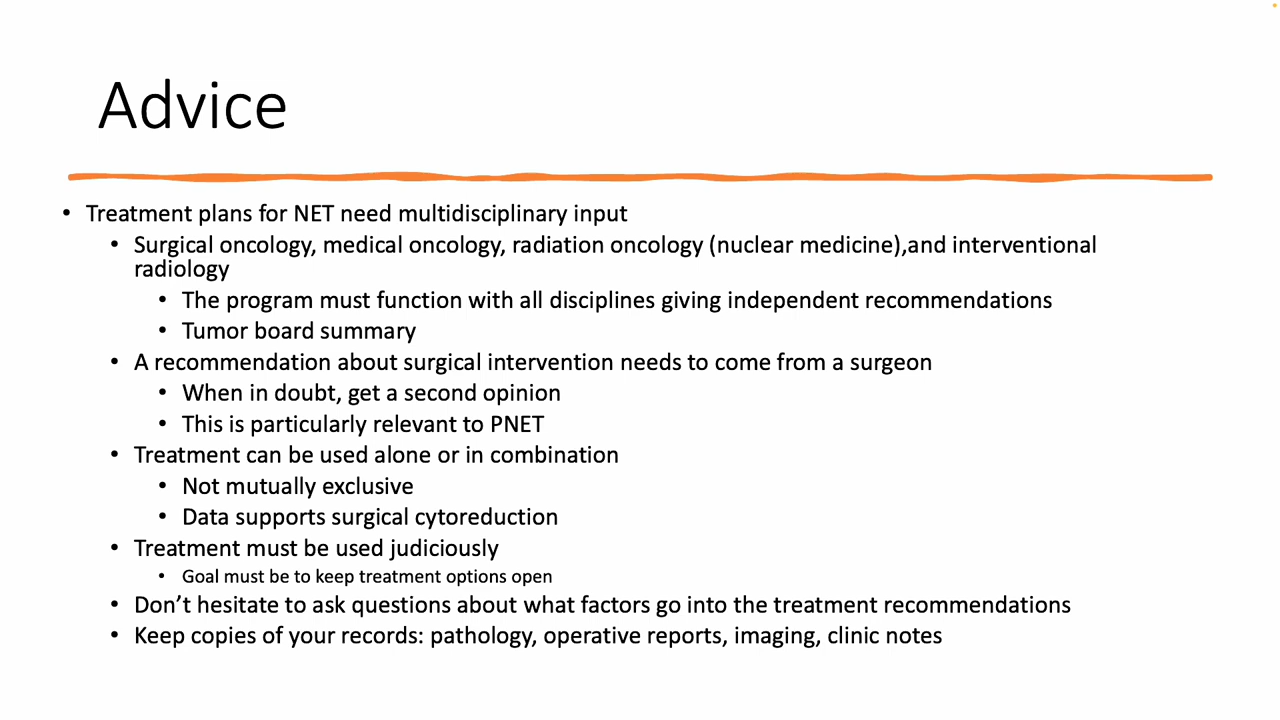 Advice
• Treatment plans for NET need multidisciplinary input
• Surgical oncology, medical oncology, radiation oncology (nuclear medicine),and interventional
radiology
• The program must function with all disciplines giving independent recommendations
• Tumor board summary
• A recommendation about surgical intervention needs to come from a surgeon
• When in doubt, get a second opinion
• This is particularly relevant to PNET
• Treatment can be used alone or in combination
• Not mutually exclusive
• Data supports surgical cytoreduction
• Treatment must be used judiciously
• Goal must be to keep treatment options open
• Don’t hesitate to ask questions about what factors go into the treatment recommendations
• Keep copies of your records: pathology, operative reports, imaging, clinic notes